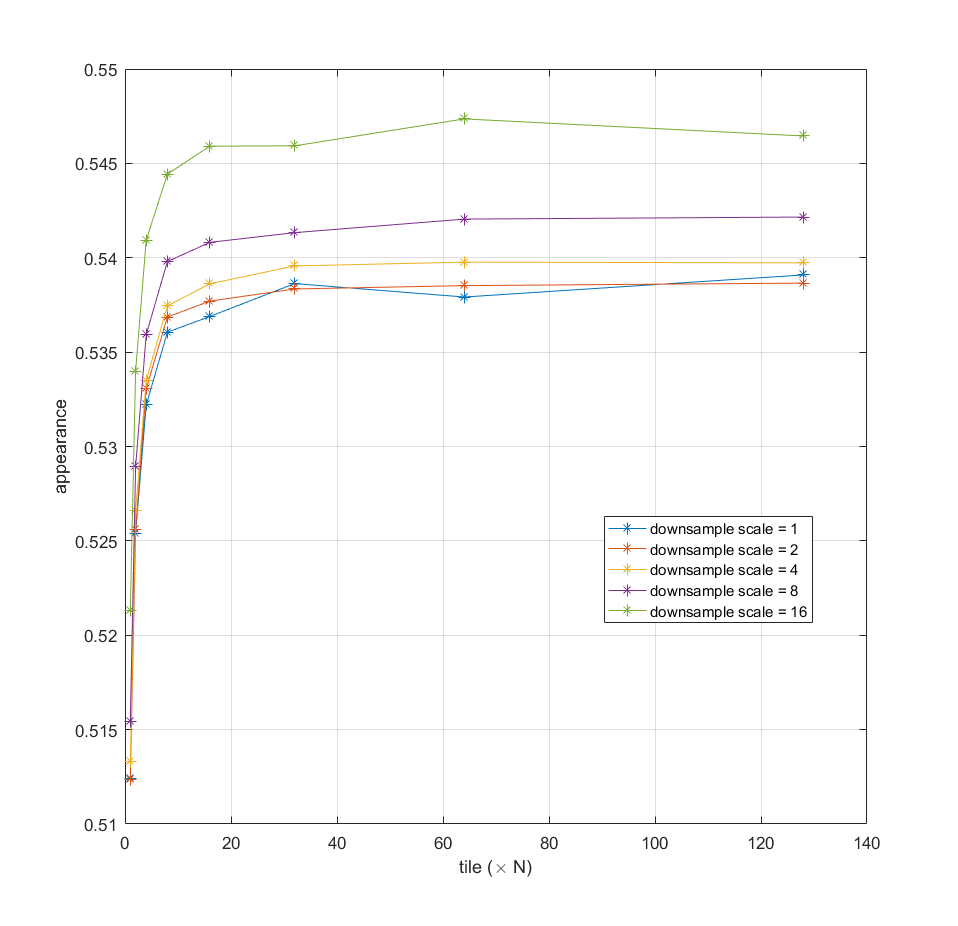 0.55
0.545
0.54
0.535
0.53
0.525
0.52
0.515
0.51
appearance
downsample scale = 1
downsample scale = 2
downsample scale = 4
downsample scale = 8
downsample scale = 16
0 20 40 60 80 100 120 140
tile (× N)